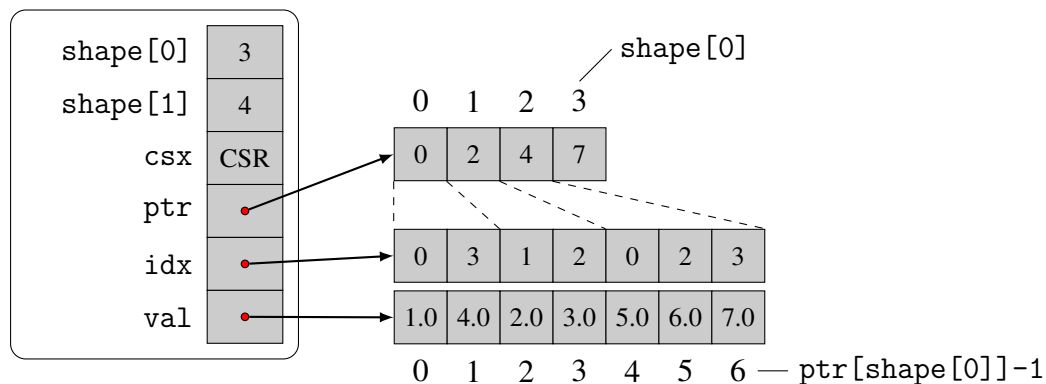 shape[0] 3
shape[1] 4
csx CSR
ptr
idx
val
shape[0]
0 1 2 3
0 2 4 7
0 3 1 2 0 2 3
1.0 4.0 2.0 3.0 5.0 6.0 7.0
0 1 2 3 4 5 6 ptr[shape[0]]-1